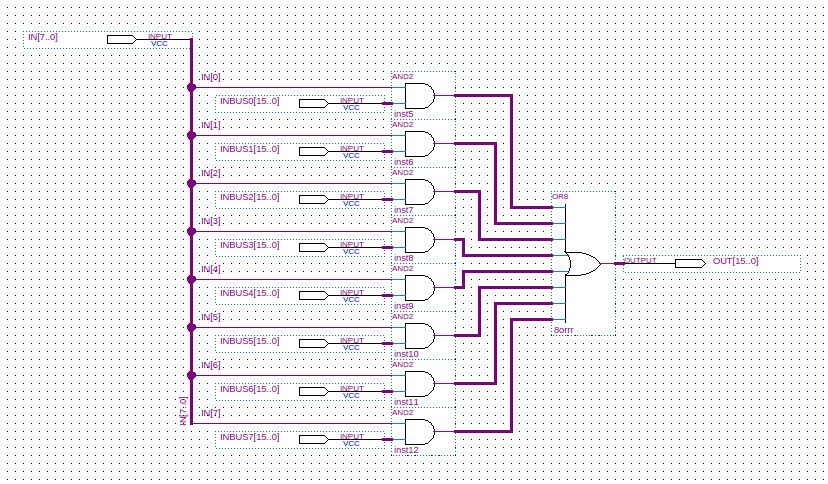 IN[7..0]
INPUT
VCC
IN[0]
AND2
INBUS0[15..0]
INPUT
VCC
inst5
IN[1]
AND2
INBUS1[15..0]
INPUT
VCC
inst6
IN[2]
AND2
INBUS2[15..0]
INPUT
VCC
inst7
OR8
IN[3]
AND2
INBUS3[15..0]
INPUT
VCC
inst8
OUTPUT
OUT[15..0]
IN[4]
AND2
INBUS4[15..0]
INPUT
VCC
inst9
IN[5]
AND2
INBUS5[15..0]
INPUT
VCC
inst10
8orrr
IN[6]
AND2
INBUS6[15..0]
INPUT
VCC
inst11
IN[7..0]
IN[7]
AND2
INBUS7[15..0]
INPUT
VCC
inst12